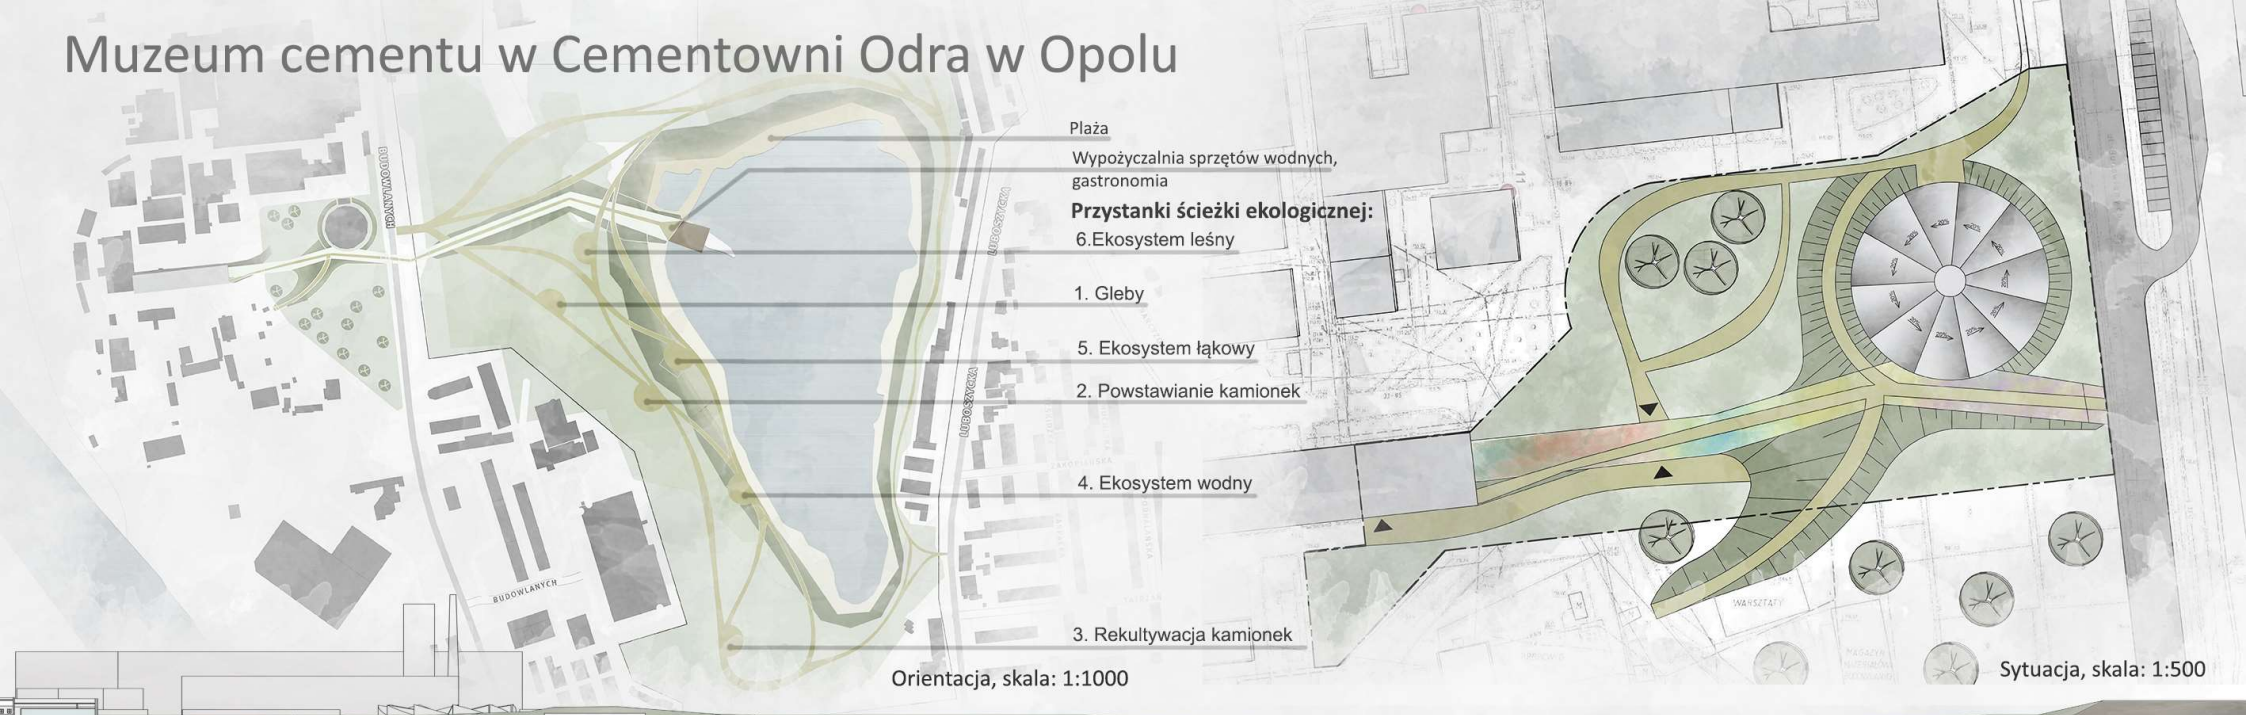 Muzeum cementu w Cementowni Odra w Opolu
Plaża
Wypożyczalnia sprzętów wodnych,
gastronomia
Przystanki ścieżki ekologicznej:
6.Ekosystem leśny
1. Gleby
5. Ekosystem łąkowy
2. Powstawianie kamionek
4. Ekosystem wodny
3. Rekultywacja kamionek
Orientacja, skala: 1:1000
BUDOWLANYCH
LUBOSZYCKA
LUBOSZYCKA
BUDOWLANYCH
WARSZTATY
Sytuacja, skala: 1:500